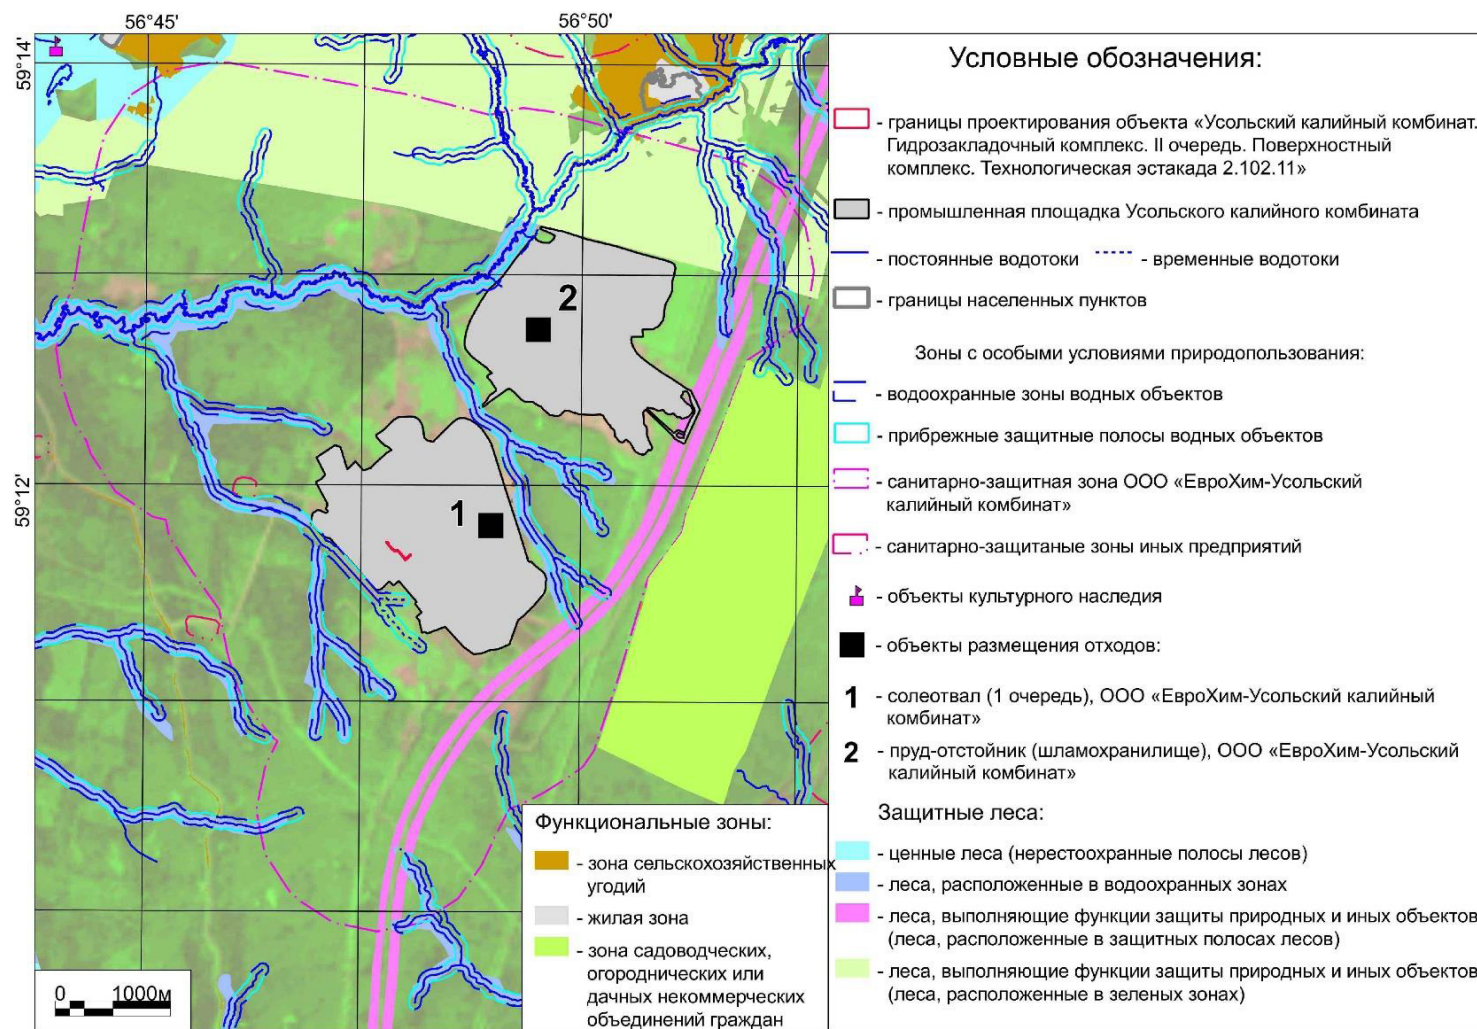 56°45'
56°50'
59°14'
59°12'
2
1
0 1000м
Функциональные зоны:
- зона сельскохозяйственных
угодий
- жилая зона
- зона садоводческих,
огороднических или
дачных некоммерческих
объединений граждан
Условные обозначения:
- границы проектирования объекта «Усольский калийный комбинат.
Гидрозакладочный комплекс. II очередь. Поверхностный
комплекс. Технологическая эстакада 2.102.11»
- промышленная площадка Усольского калийного комбината
- постоянные водотоки - временные водотоки
- границы населенных пунктов
Зоны с особыми условиями природопользования:
- водоохранные зоны водных объектов
- прибрежные защитные полосы водных объектов
- санитарно-защитная зона ООО «ЕвроХим-Усольский
калийный комбинат»
- санитарно-защитаные зоны иных предприятий
- объекты культурного наследия
- объекты размещения отходов:
1 - солеотвал (1 очередь), ООО «ЕвроХим-Усольский калийный
комбинат»
2 - пруд-отстойник (шламохранилище), ООО «ЕвроХим-Усольский
калийный комбинат»
Защитные леса:
- ценные леса (нерестоохранные полосы лесов)
- леса, расположенные в водоохранных зонах
- леса, выполняющие функции защиты природных и иных объектов
(леса, расположенные в защитных полосах лесов)
- леса, выполняющие функции защиты природных и иных объектов
(леса, расположенные в зеленых зонах)